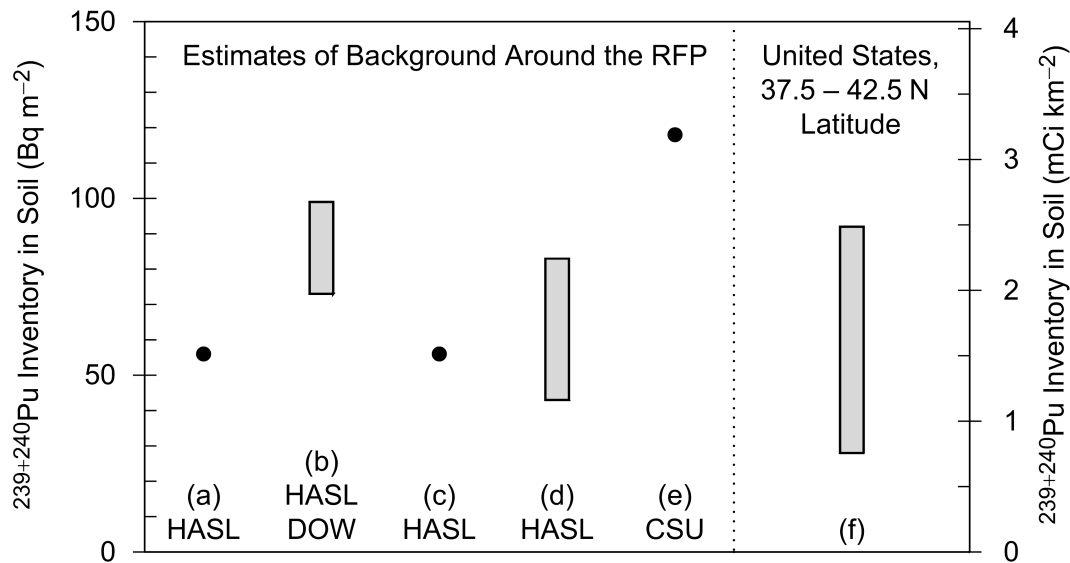 150
100
50
0
²³⁹⁺²⁴⁰Pu Inventory in Soil (Bq m⁻²)
Estimates of Background Around the RFP
United States,
37.5 – 42.5 N
Latitude
(a)
HASL
(b)
HASL
DOW
(c)
HASL
(d)
HASL
(e)
CSU
(f)
4
3
2
1
0
²³⁹⁺²⁴⁰Pu Inventory in Soil (mCi km⁻²)